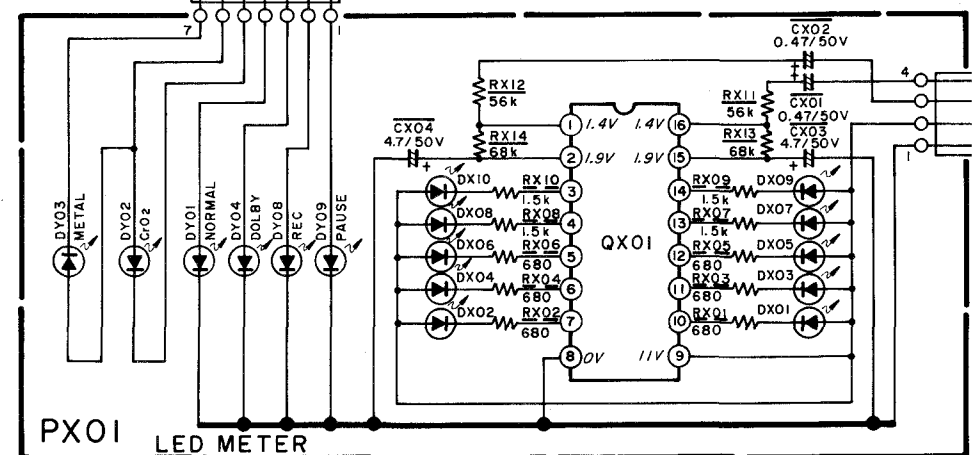 7
1
CX02
0.47/50V
4
RX12
56k
RX11
56k
CX01
0.47/50V
CX04
4.7/50V
RX14
68k
1
1.4V
1.4V
16
RX13
68k
CX03
4.7/50V
2
1.9V
1.9V
15
1
DX10
RX10
1.5k
3
14
RX09
1.5k
DX09
DX08
RX08
1.5k
4
13
RX07
1.5k
DX07
QX01
DX06
RX06
680
5
12
RX05
680
DX05
DX04
RX04
680
6
11
RX03
680
DX03
DX02
RX02
680
7
10
RX01
680
DX01
8
0V
11V
9
DY03
METAL
DY02
CrO2
DY01
NORMAL
DY04
DOLBY
DY08
REC
DY09
PAUSE
PX01
LED METER